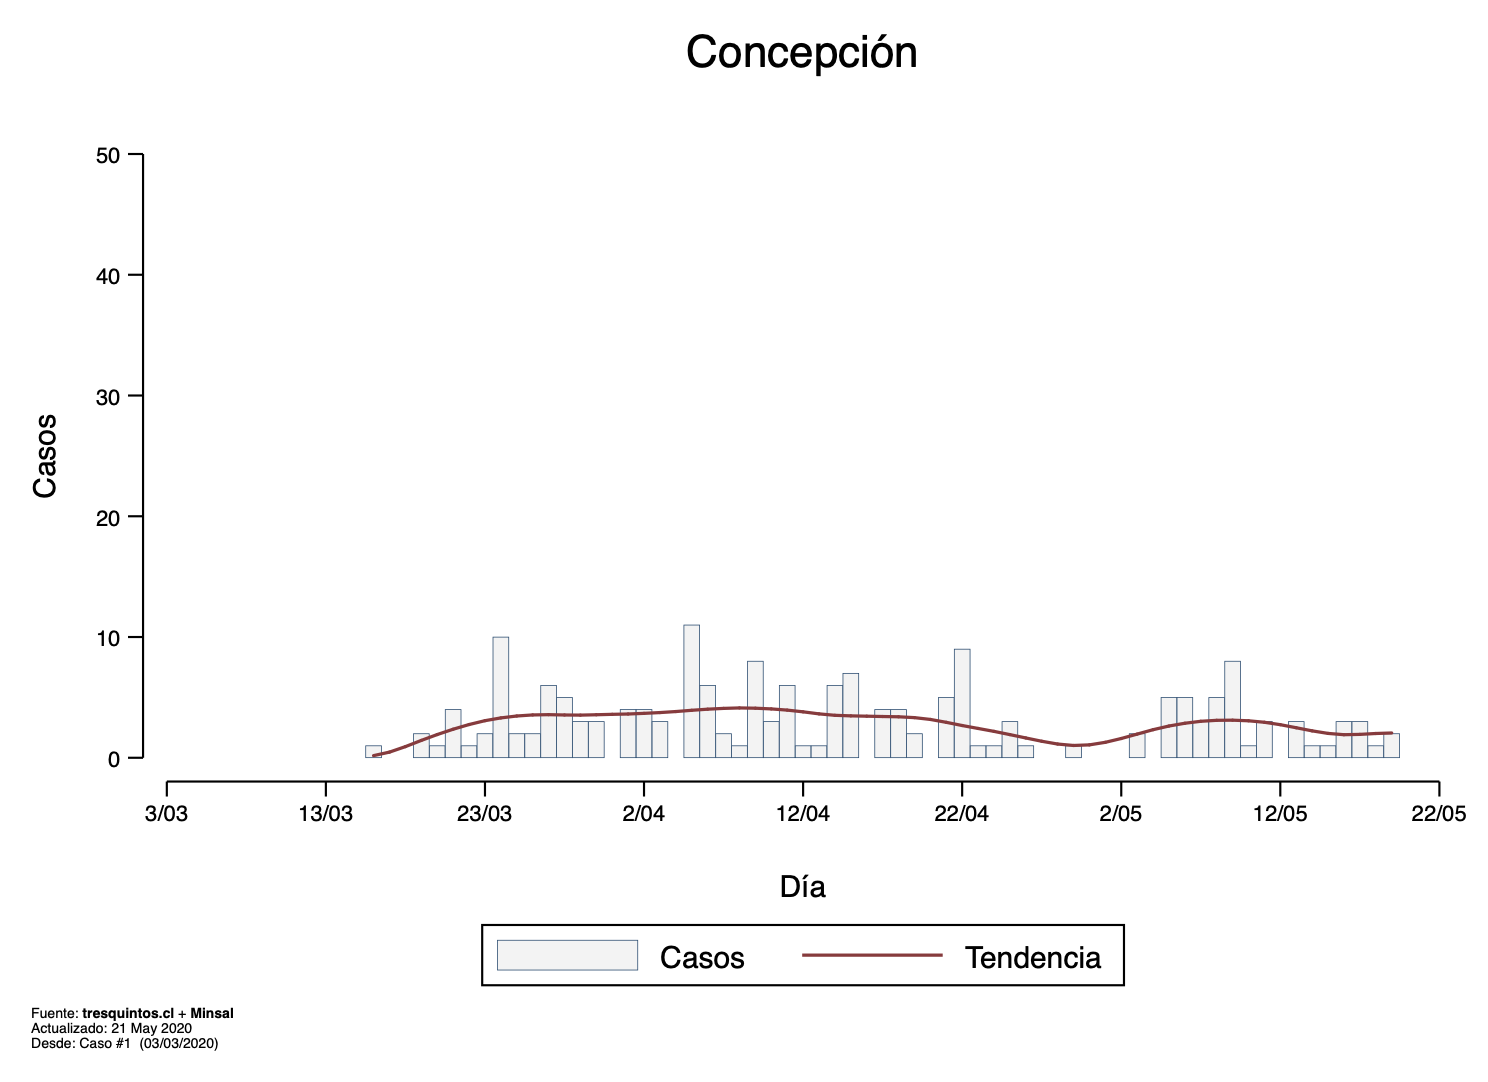 Concepción
50
40
30
20
10
0
Casos
3/03 13/03 23/03 2/04 12/04 22/04 2/05 12/05 22/05
Día
Casos Tendencia
Fuente: tresquintos.cl + Minsal
Actualizado: 21 May 2020
Desde: Caso #1 (03/03/2020)